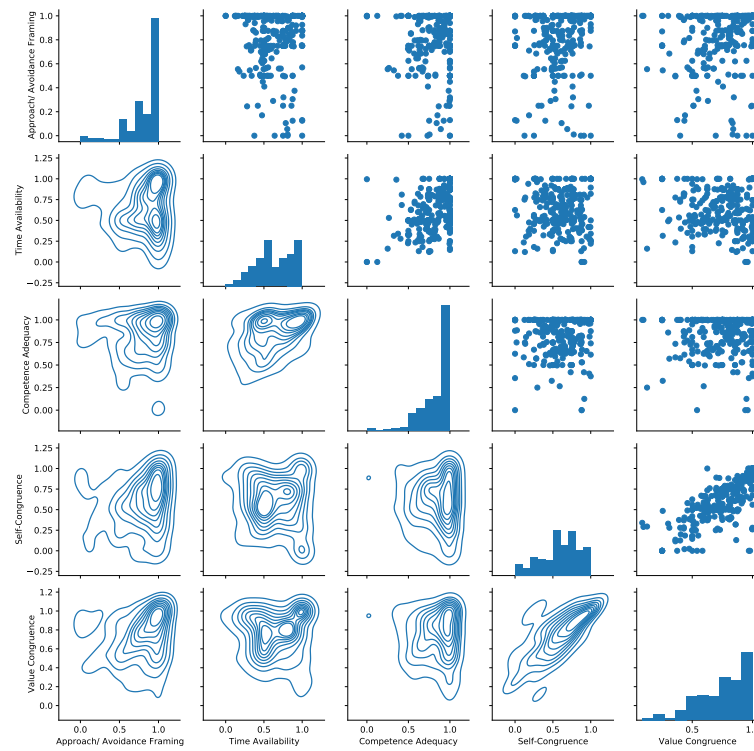 Approach/ Avoidance Framing
1.0
0.8
0.6
0.4
0.2
0.0
Time Availability
1.25
1.00
0.75
0.50
0.25
0.00
−0.25
Competence Adequacy
1.00
0.75
0.50
0.25
0.00
Self-Congruence
1.25
1.00
0.75
0.50
0.25
0.00
−0.25
Value Congruence
1.2
1.0
0.8
0.6
0.4
0.2
0.0
0.0 0.5 1.0
0.0 0.5 1.0
0.0 0.5 1.0
0.0 0.5 1.0
0.5
Approach/ Avoidance Framing
Time Availability
Competence Adequacy
Self-Congruence
Value Congruence